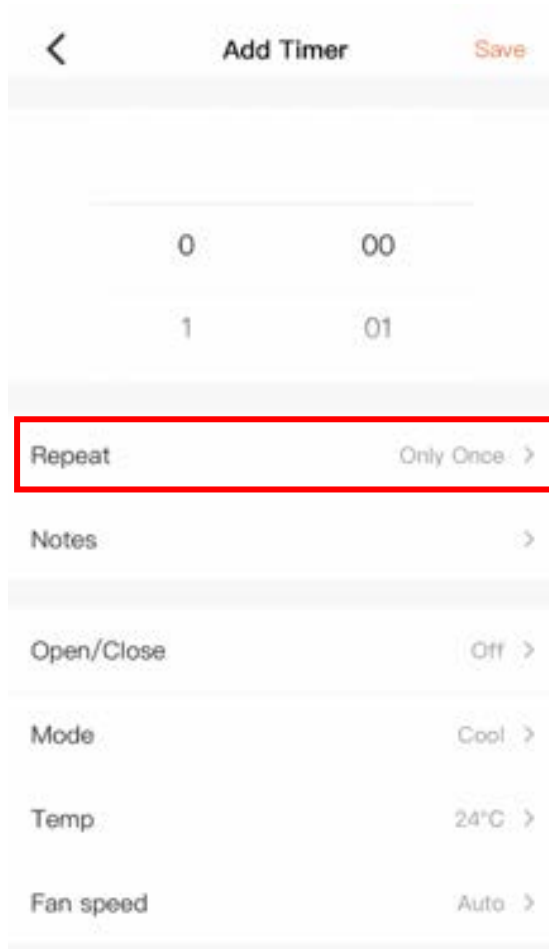 Add Timer Save
0 00
1 01
Repeat Only Once
Notes
Open/Close Off
Mode Cool
Temp 24°C
Fan speed Auto